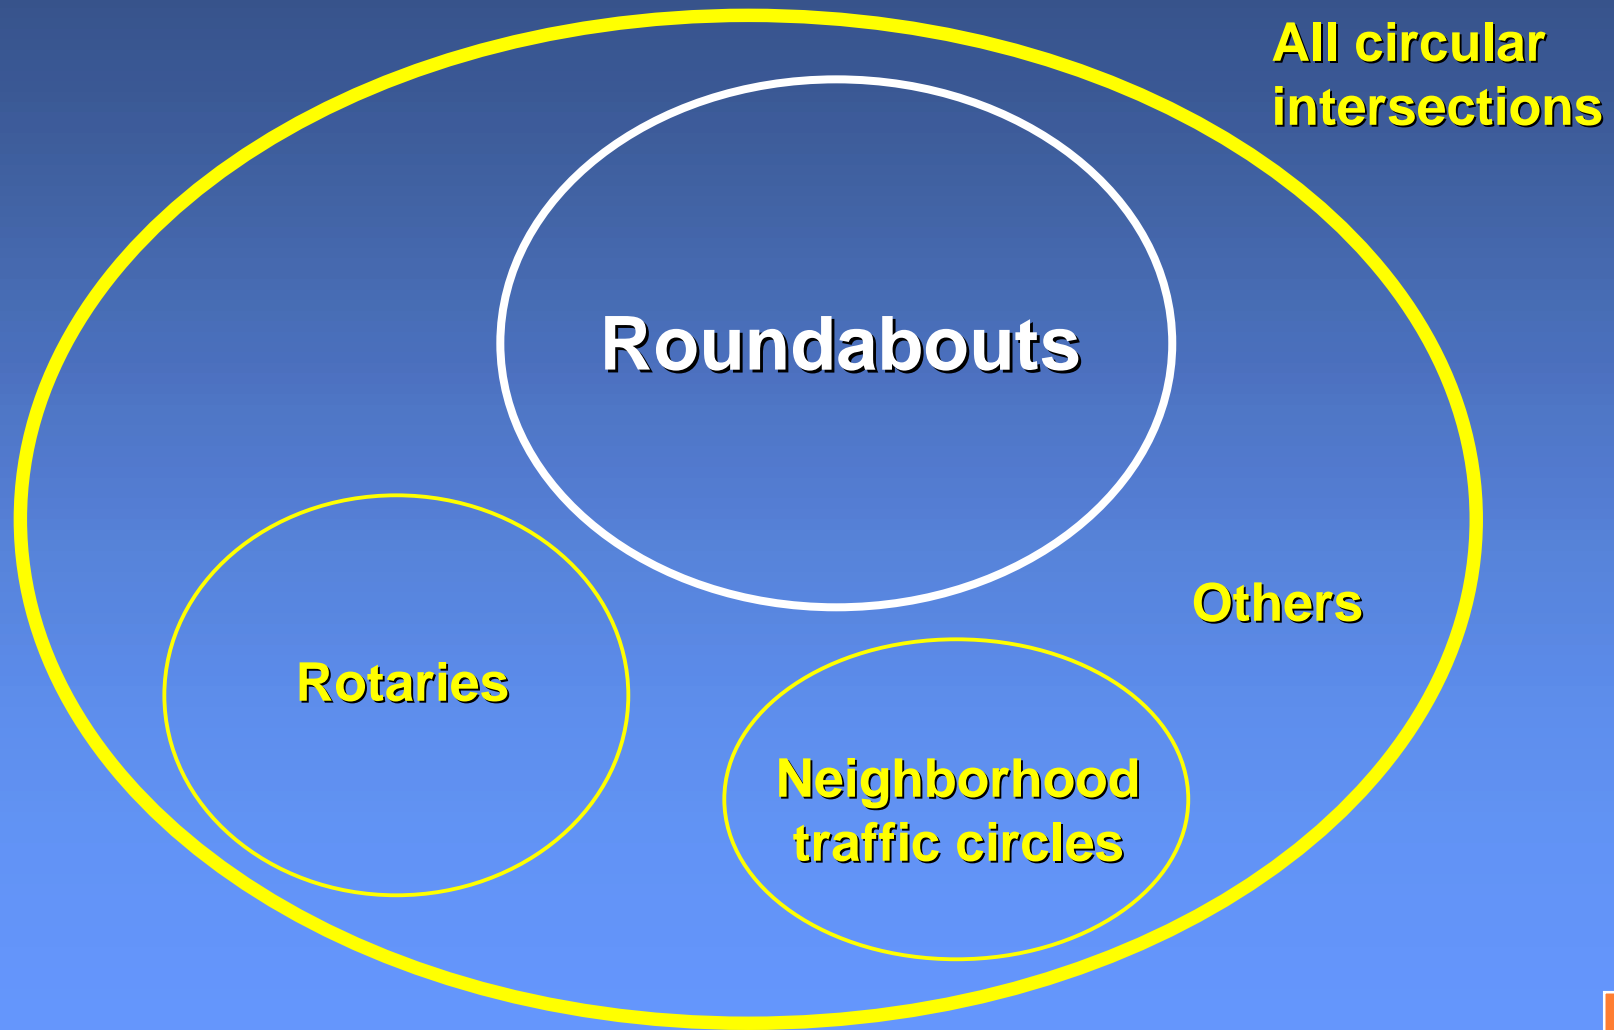 All circular
intersections
Roundabouts
Others
Rotaries
Neighborhood
traffic circles